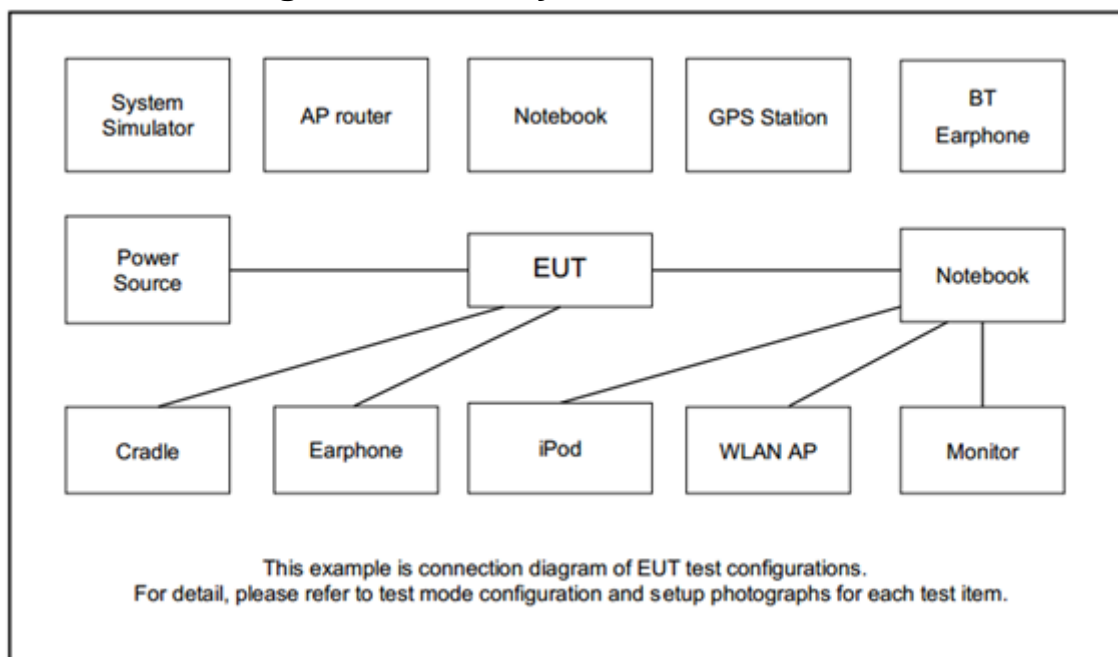 System
Simulator
AP router
Notebook
GPS Station
BT
Earphone
Power
Source
EUT
Notebook
Cradle
Earphone
iPod
WLAN AP
Monitor
This example is connection diagram of EUT test configurations.
For detail, please refer to test mode configuration and setup photographs for each test item.